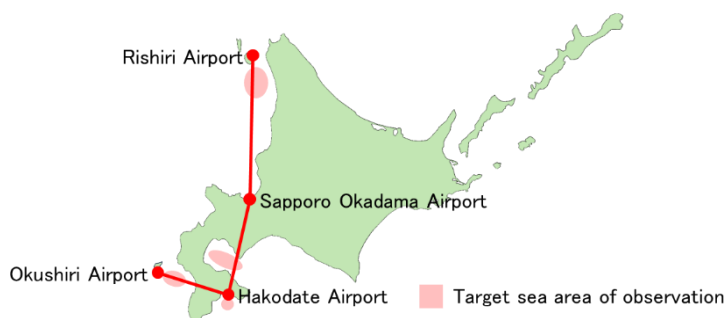 Rishiri Airport
Sapporo Okadama Airport
Okushiri Airport
Hakodate Airport
Target sea area of observation